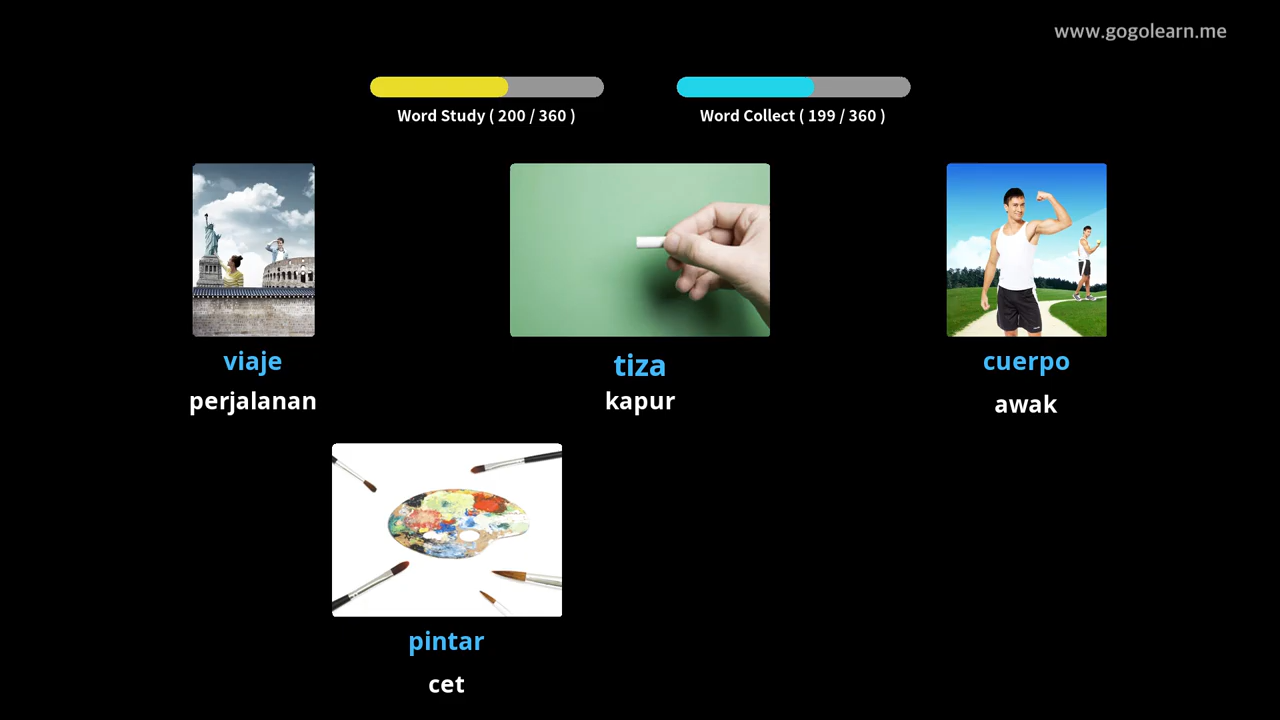 www.gogolearn.me
Word Study ( 200 / 360 )
Word Collect ( 199 / 360 )
viaje
perjalanan
tiza
kapur
cuerpo
awak
pintar
cet